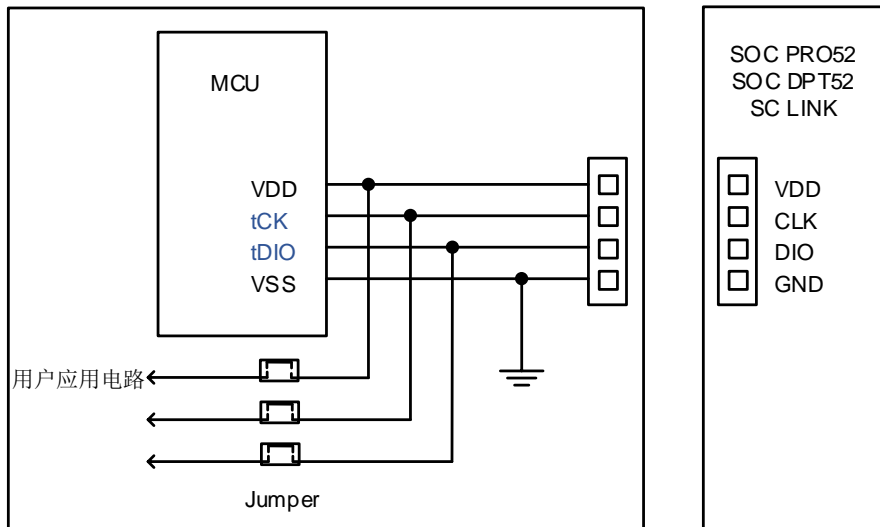 MCU
VDD
tCK
tDIO
VSS
用户应用电路
Jumper
SOC PRO52
SOC DPT52
SC LINK
VDD
CLK
DIO
GND